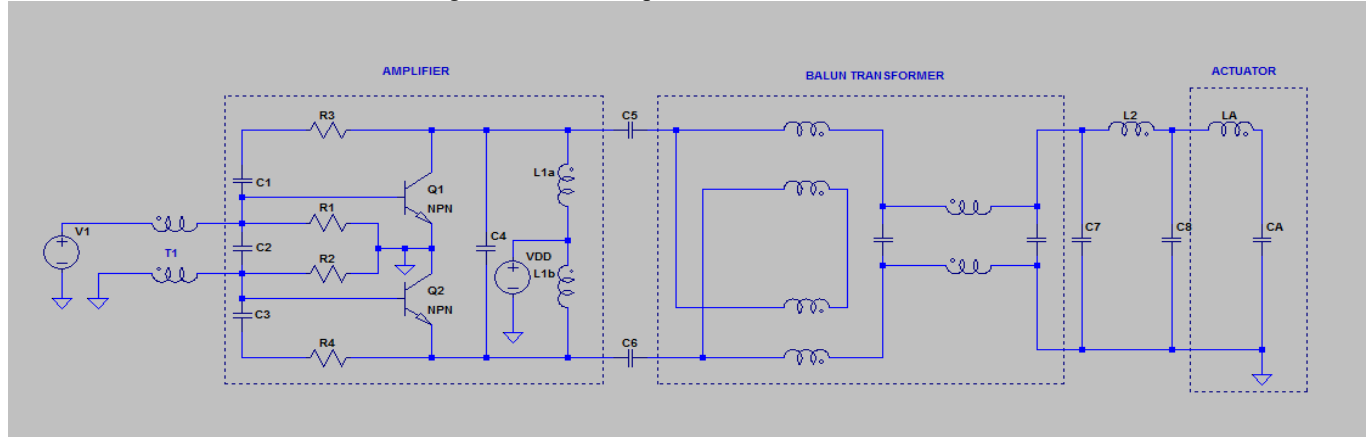 AMPLIFIER
BALUN TRANSFORMER
ACTUATOR
R3
C5
L2
LA
L1a
C1
Q1
NPN
R1
V1
C2
C4
C7
C8
CA
T1
R2
VDD
L1b
Q2
NPN
C3
R4
C6